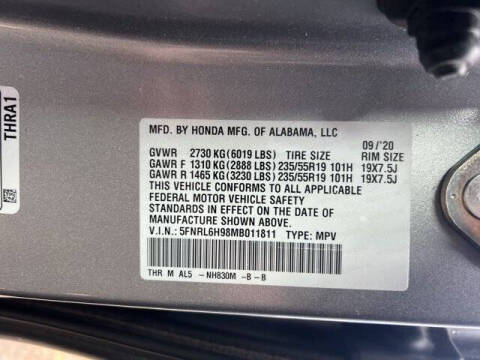 THRA1
MFD. BY HONDA MFG. OF ALABAMA, LLC
GVWR 2730 KG(6019 LBS) TIRE SIZE 09/'20 RIM SIZE
GAWR F 1310 KG(2888 LBS) 235/55R19 101H 19X7.5J
GAWR R 1465 KG(3230 LBS) 235/55R19 101H 19X7.5J
THIS VEHICLE CONFORMS TO ALL APPLICABLE
FEDERAL MOTOR VEHICLE SAFETY
STANDARDS IN EFFECT ON THE DATE OF
MANUFACTURE SHOWN ABOVE.
V.I.N.: 5FNRL6H98MB011811 TYPE: MPV
THR M AL5 -NH830M -B -B